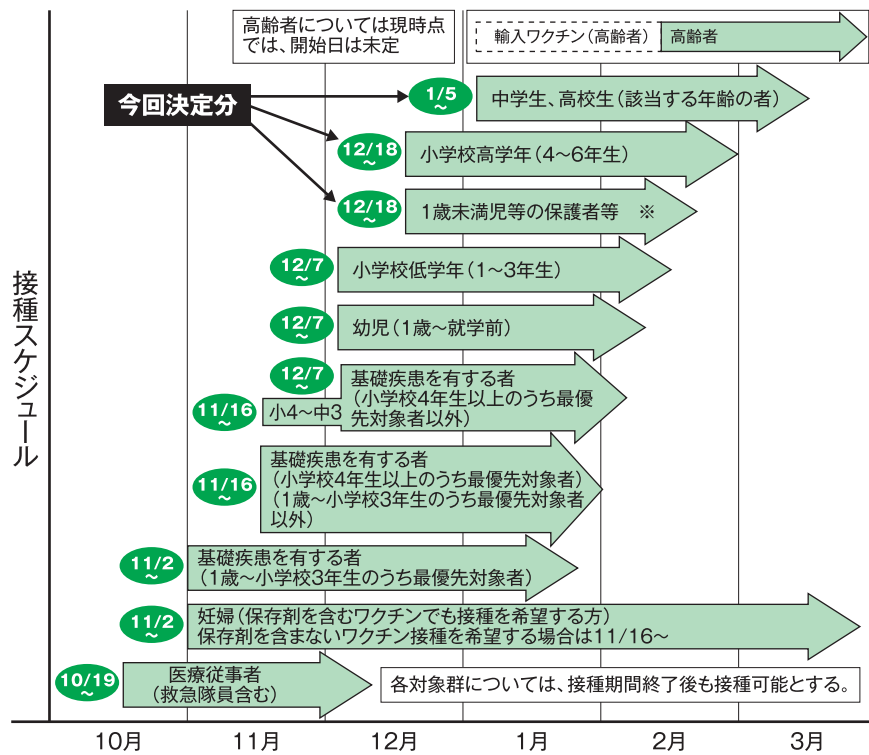 高齢者については現時点
では、開始日は未定
輸入ワクチン(高齢者)
高齢者
今回決定分
1/5
~
中学生、高校生(該当する年齢の者)
12/18
~
小学校高学年(4~6年生)
12/18
~
1歳未満児等の保護者等 ※
12/7
~
小学校低学年(1~3年生)
12/7
~
幼児(1歳~就学前)
12/7
~
基礎疾患を有する者
(小学校4年生以上のうち最優
先対象者以外)
11/16
~
小4~中3
11/16
~
基礎疾患を有する者
(小学校4年生以上のうち最優先対象者)
(1歳~小学校3年生のうち最優先対象者
以外)
11/2
~
基礎疾患を有する者
(1歳~小学校3年生のうち最優先対象者)
11/2
~
妊婦(保存剤を含むワクチンでも接種を希望する方)
保存剤を含まないワクチン接種を希望する場合は11/16~
10/19
~
医療従事者
(救急隊員含む)
各対象群については、接種期間終了後も接種可能とする。
接種スケジュール
10月
11月
12月
1月
2月
3月